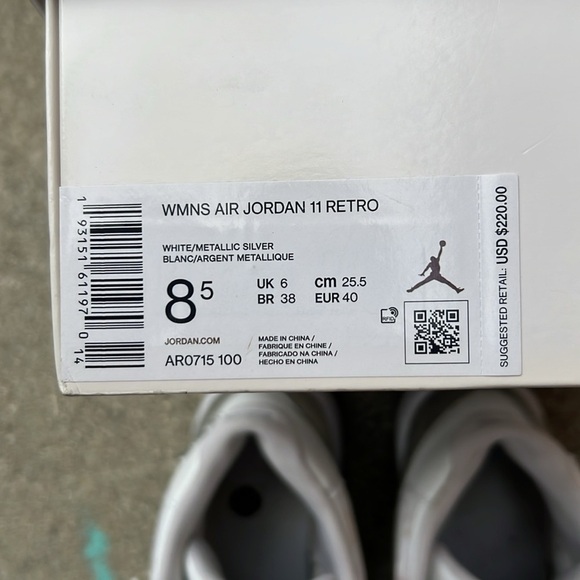 WMNS AIR JORDAN 11 RETRO
WHITE/METALLIC SILVER
BLANC/ARGENT METALLIQUE
8⁵
UK 6 cm 25.5
BR 38 EUR 40
JORDAN.COM
AR0715 100
MADE IN CHINA /
FABRIQUE EN CHINE /
FABRICADO NA CHINA /
HECHO EN CHINA
RFID
SUGGESTED RETAIL: USD $220.00
1 93151 61197 0 14